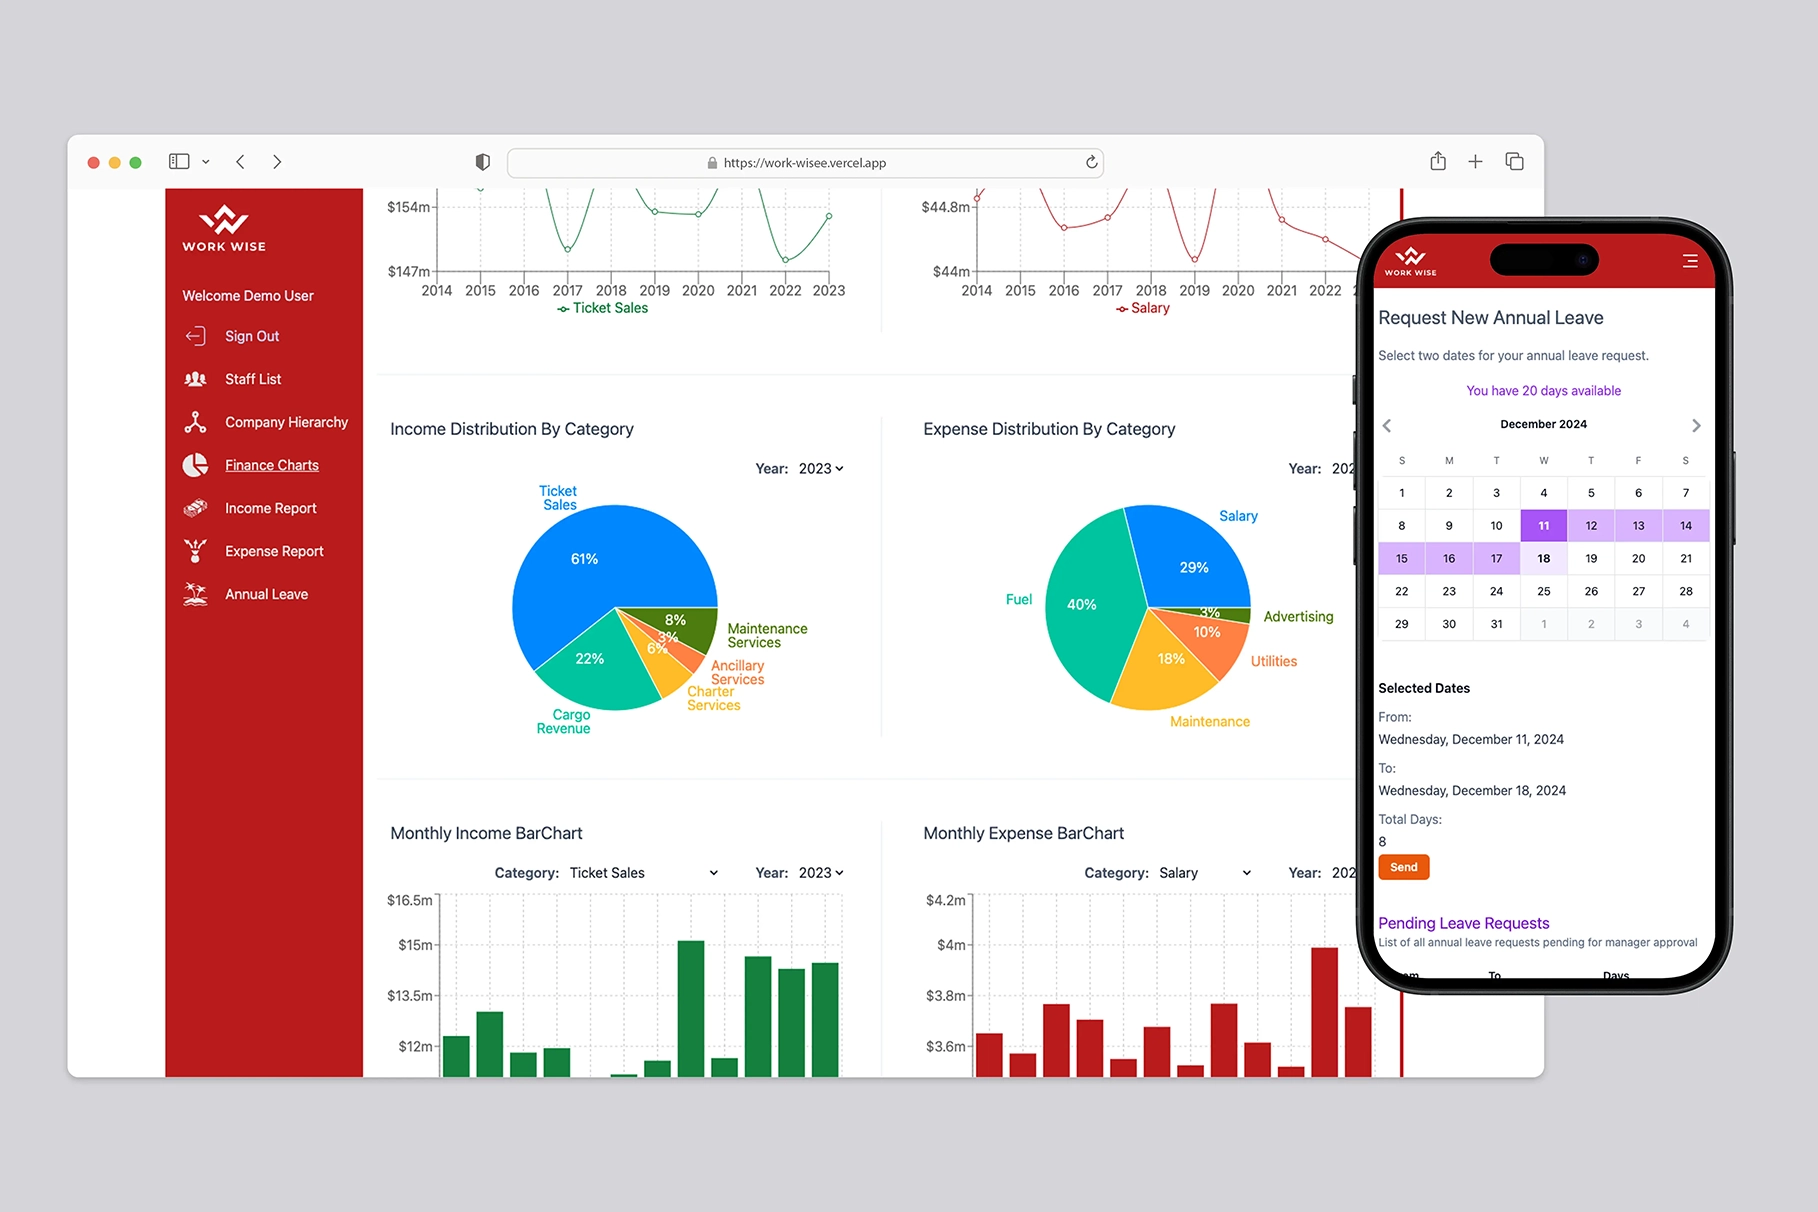 https://work-wisee.vercel.app
WORK WISE
Welcome Demo User
Sign Out
Staff List
Company Hierarchy
Finance Charts
Income Report
Expense Report
Annual Leave
$154m
$147m
2014 2015 2016 2017 2018 2019 2020 2021 2022 2023
Ticket Sales
$44.8m
$44m
2014 2015 2016 2017 2018 2019 2020 2021 2022
Salary
Income Distribution By Category
Year: 2023
Ticket
Sales
61%
8%
Maintenance
Services
3%
Ancillary
Services
6%
Charter
Services
22%
Cargo
Revenue
Expense Distribution By Category
Year: 202
Salary
29%
Fuel
40%
3%
Advertising
10%
Utilities
18%
Maintenance
Monthly Income BarChart
Category: Ticket Sales Year: 2023
$16.5m
$15m
$13.5m
$12m
Monthly Expense BarChart
Category: Salary Year: 202
$4.2m
$4m
$3.8m
$3.6m
WORK WISE
Request New Annual Leave
Select two dates for your annual leave request.
You have 20 days available
December 2024
S M T W T F S
1 2 3 4 5 6 7
8 9 10 11 12 13 14
15 16 17 18 19 20 21
22 23 24 25 26 27 28
29 30 31 1 2 3 4
Selected Dates
From:
Wednesday, December 11, 2024
To:
Wednesday, December 18, 2024
Total Days:
8
Send
Pending Leave Requests
List of all annual leave requests pending for manager approval
To Days